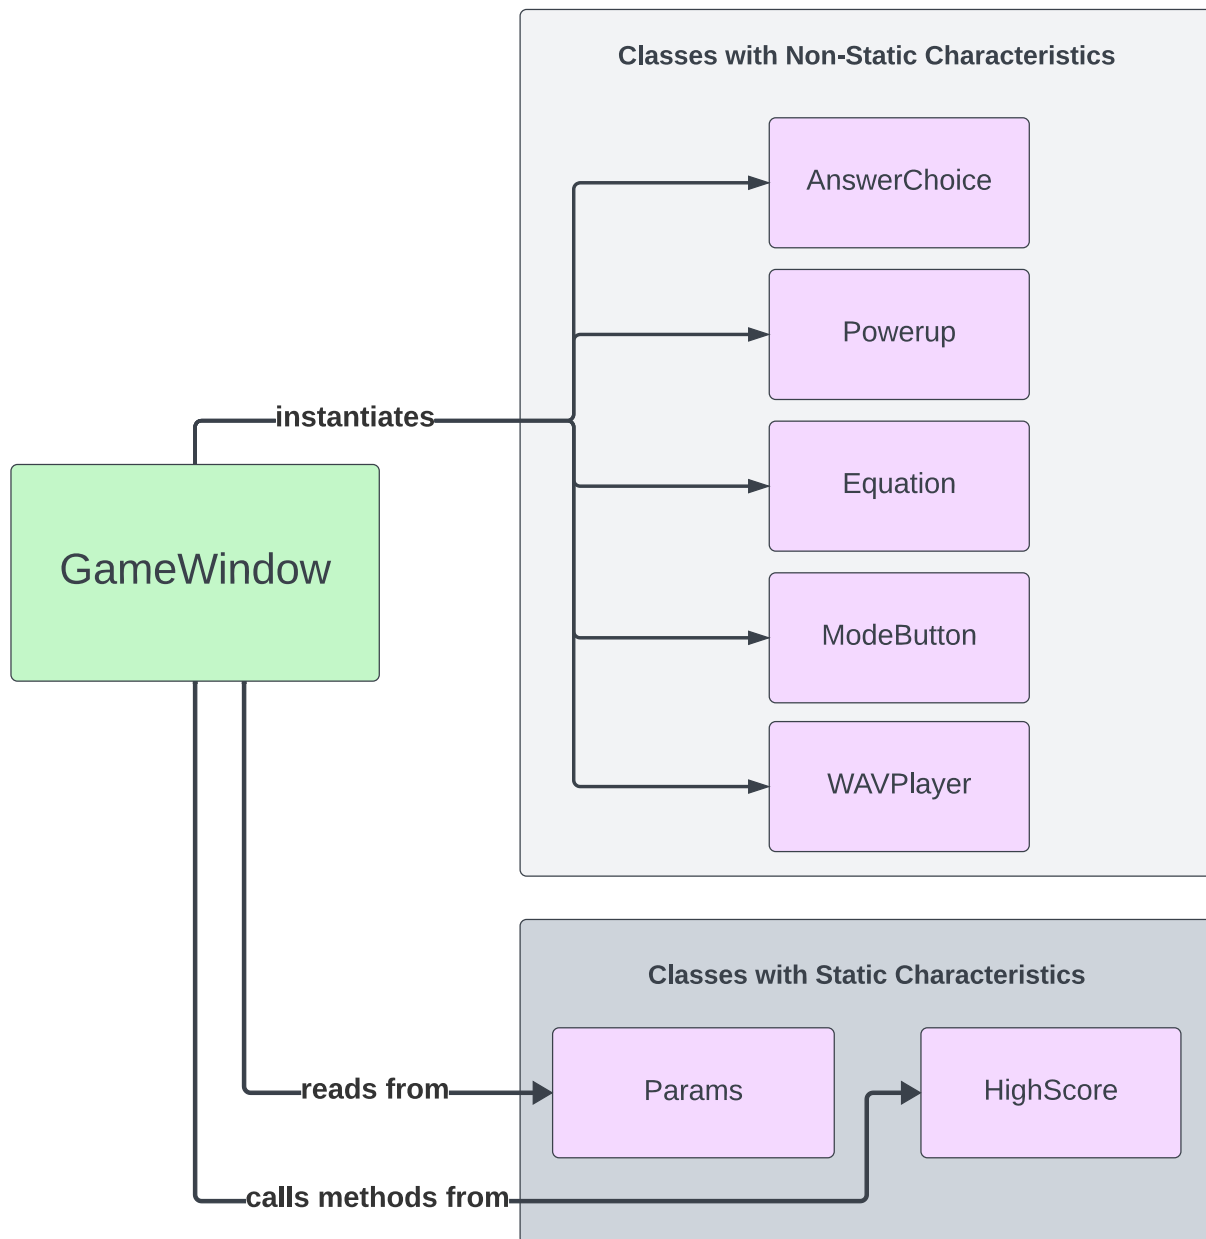 Classes with Non-Static Characteristics
AnswerChoice
Powerup
instantiates
Equation
GameWindow
ModeButton
WAVPlayer
Classes with Static Characteristics
reads from
Params
HighScore
calls methods from